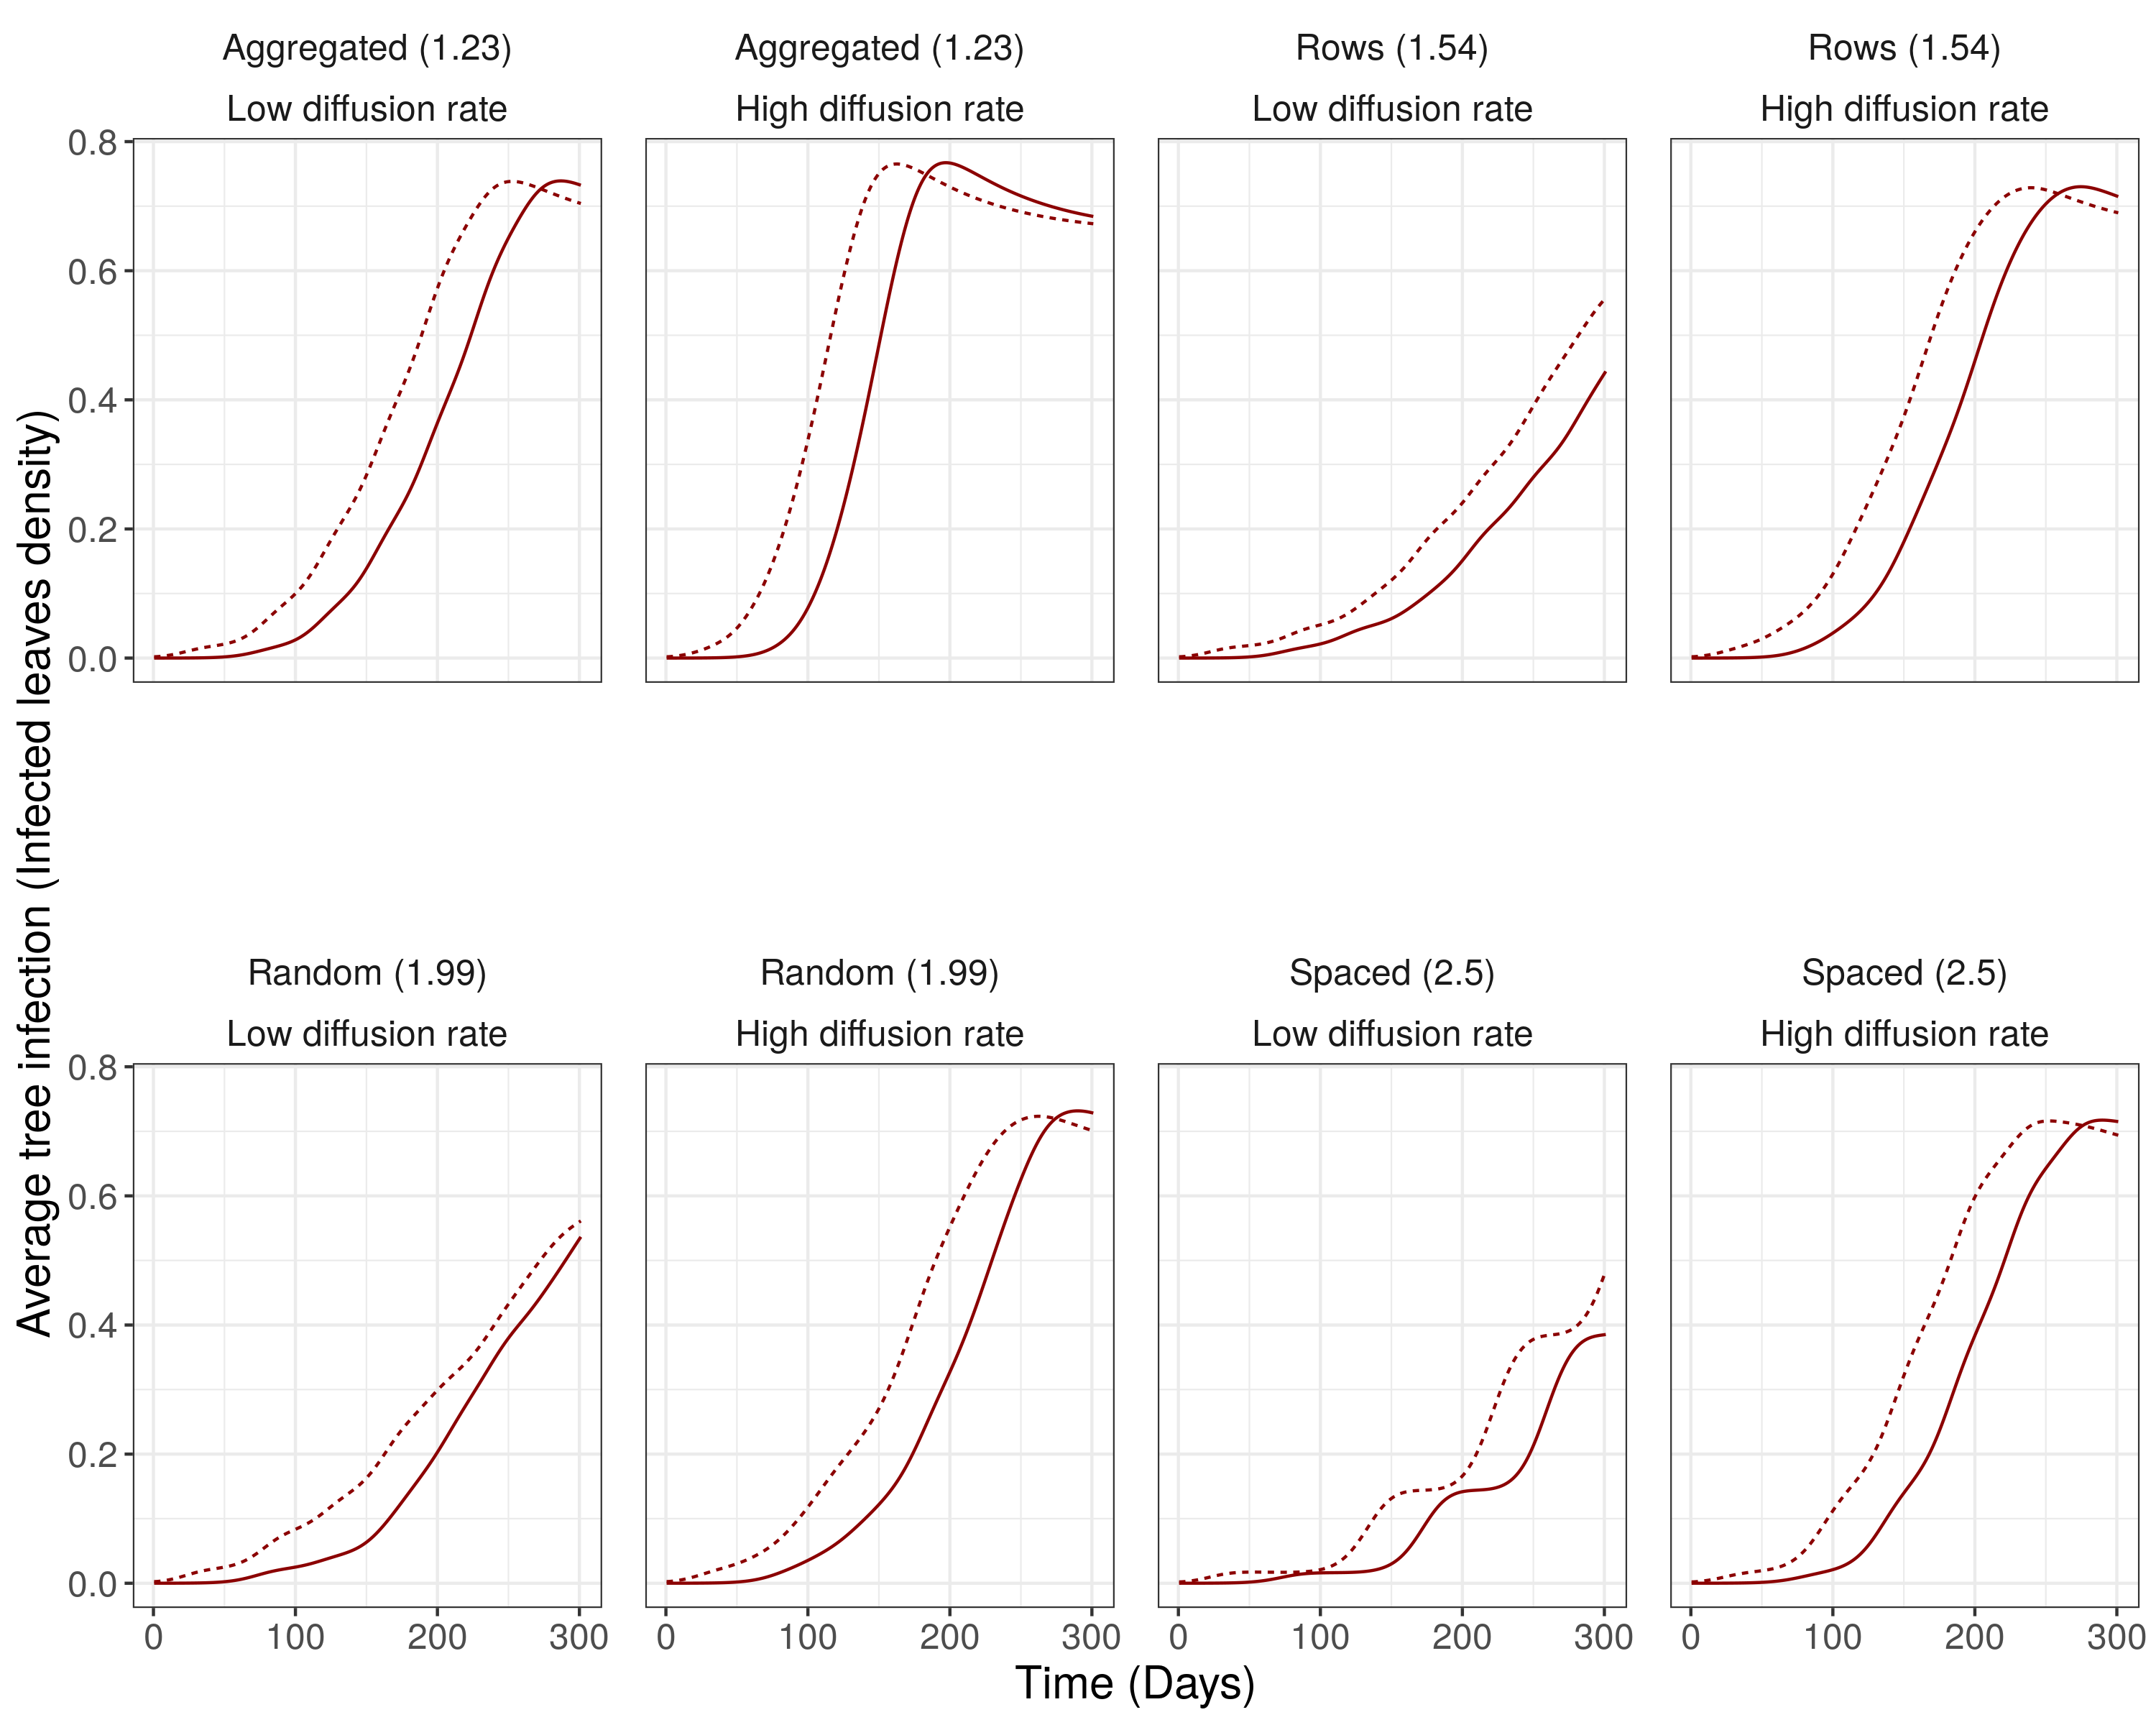 Aggregated (1.23)
Low diffusion rate
Aggregated (1.23)
High diffusion rate
Rows (1.54)
Low diffusion rate
Rows (1.54)
High diffusion rate
0.8
0.6
0.4
0.2
0.0
Average tree infection (Infected leaves density)
Random (1.99)
Low diffusion rate
Random (1.99)
High diffusion rate
Spaced (2.5)
Low diffusion rate
Spaced (2.5)
High diffusion rate
0.8
0.6
0.4
0.2
0.0
0 100 200 300
0 100 200 300
0 100 200 300
0 100 200 300
Time (Days)